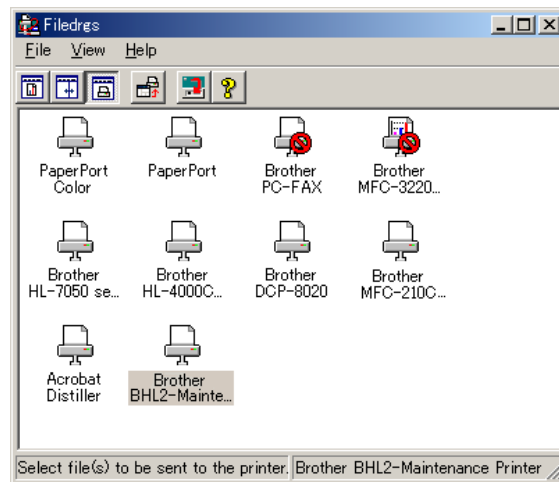 Filedrgs
File View Help
PaperPort
Color
PaperPort
Brother
PC-FAX
Brother
MFC-3220...
Brother
HL-7050 se...
Brother
HL-4000C...
Brother
DCP-8020
Brother
MFC-210C...
Acrobat
Distiller
Brother
BHL2-Mainte...
Select file(s) to be sent to the printer. Brother BHL2-Maintenance Printer